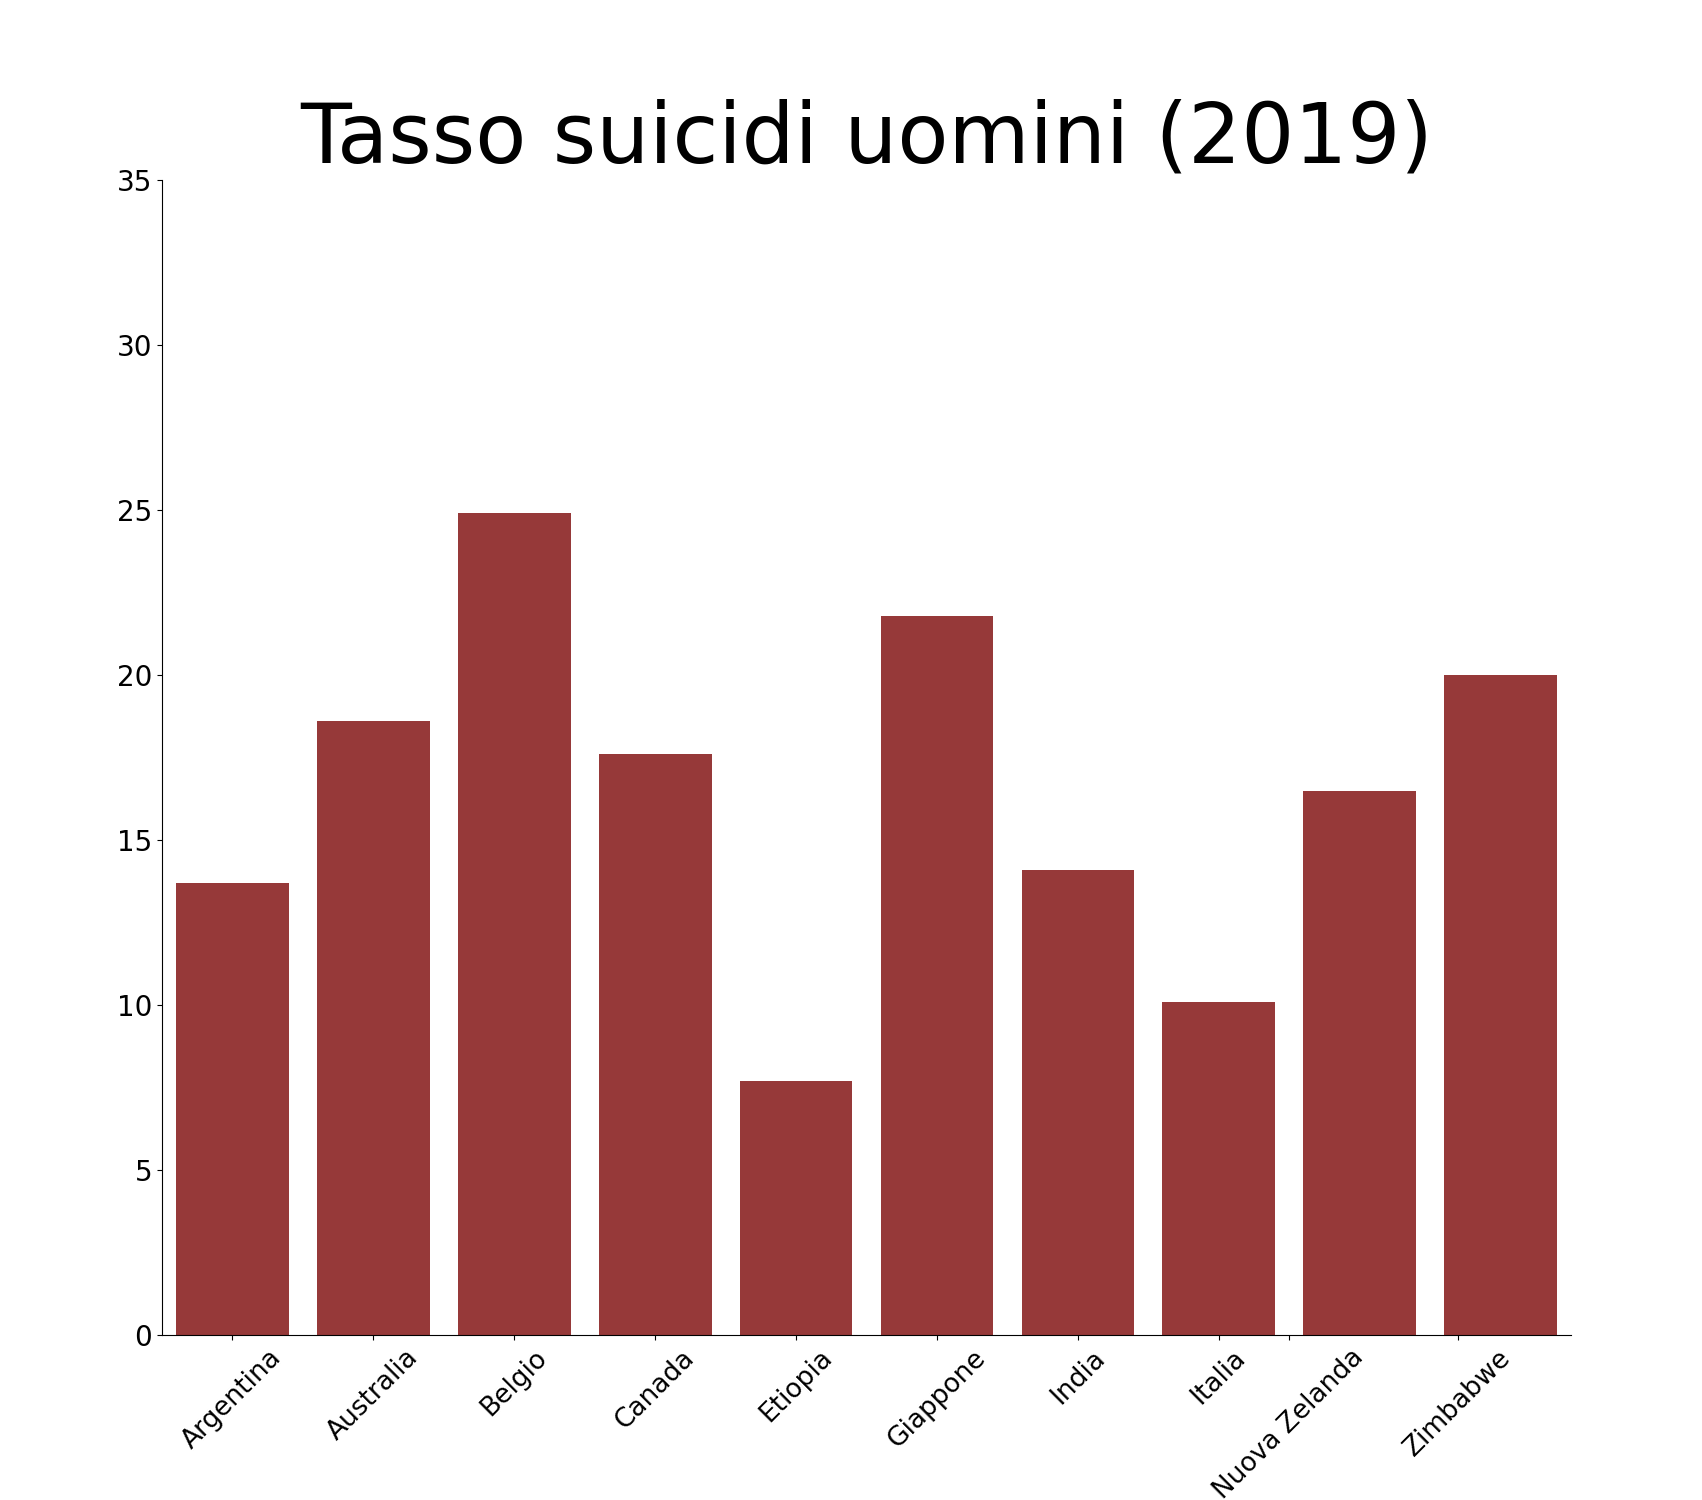 Tasso suicidi uomini (2019)
35
30
25
20
15
10
5
0
Argentina
Australia
Belgio
Canada
Etiopia
Giappone
India
Italia
Nuova Zelanda
Zimbabwe